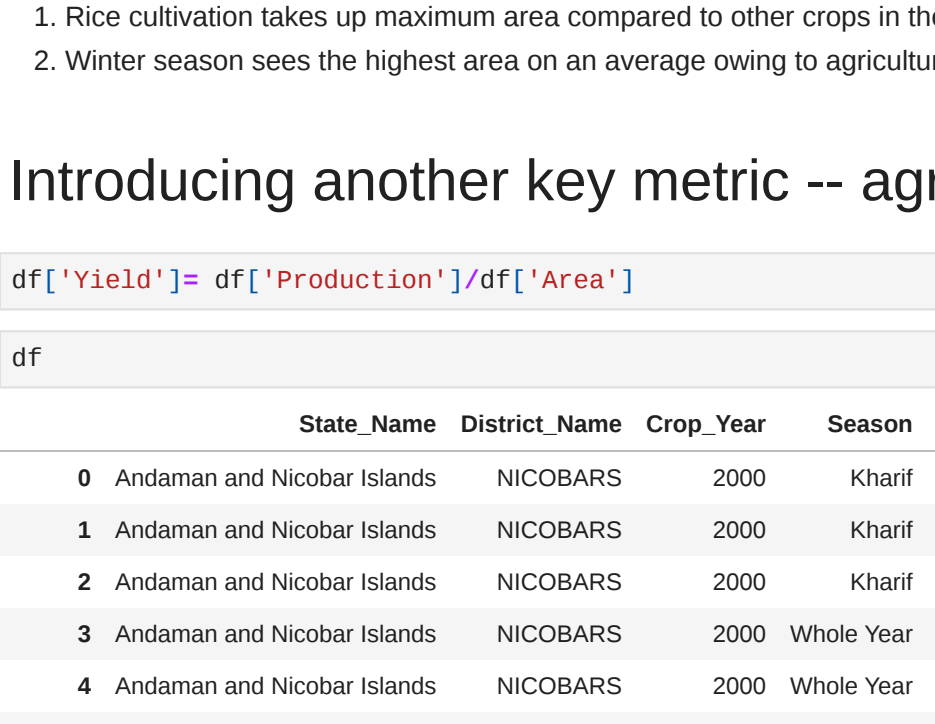 1. Rice cultivation takes up maximum area compared to other crops in the
2. Winter season sees the highest area on an average owing to agricultur
Introducing another key metric -- agr
df['Yield']= df['Production']/df['Area']
df
State_Name District_Name Crop_Year Season
0 Andaman and Nicobar Islands NICOBARS 2000 Kharif
1 Andaman and Nicobar Islands NICOBARS 2000 Kharif
2 Andaman and Nicobar Islands NICOBARS 2000 Kharif
3 Andaman and Nicobar Islands NICOBARS 2000 Whole Year
4 Andaman and Nicobar Islands NICOBARS 2000 Whole Year